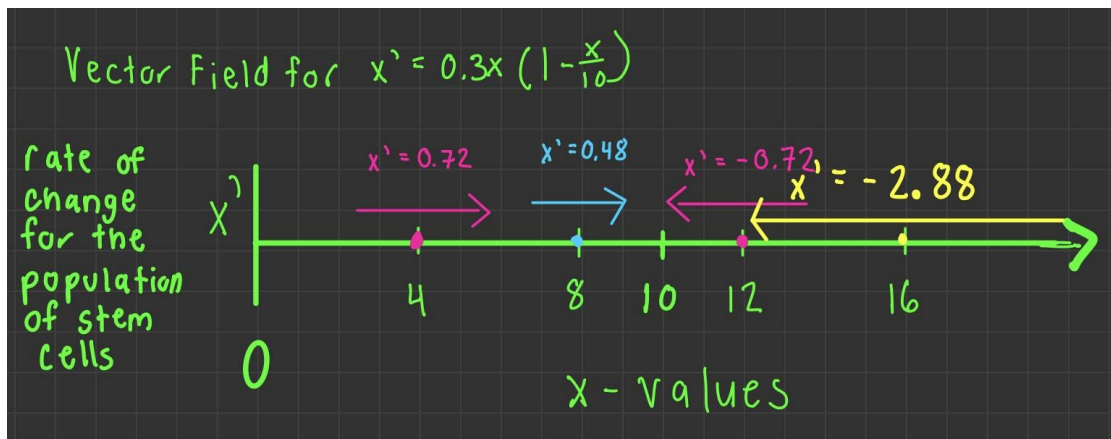 Vector Field for x' = 0.3x (1 - x/10)
rate of
change
for the
population
of stem
cells
x'
x' = 0.72
x' = 0.48
x' = -0.72
x' = -2.88
4
8
10
12
16
0
x - values